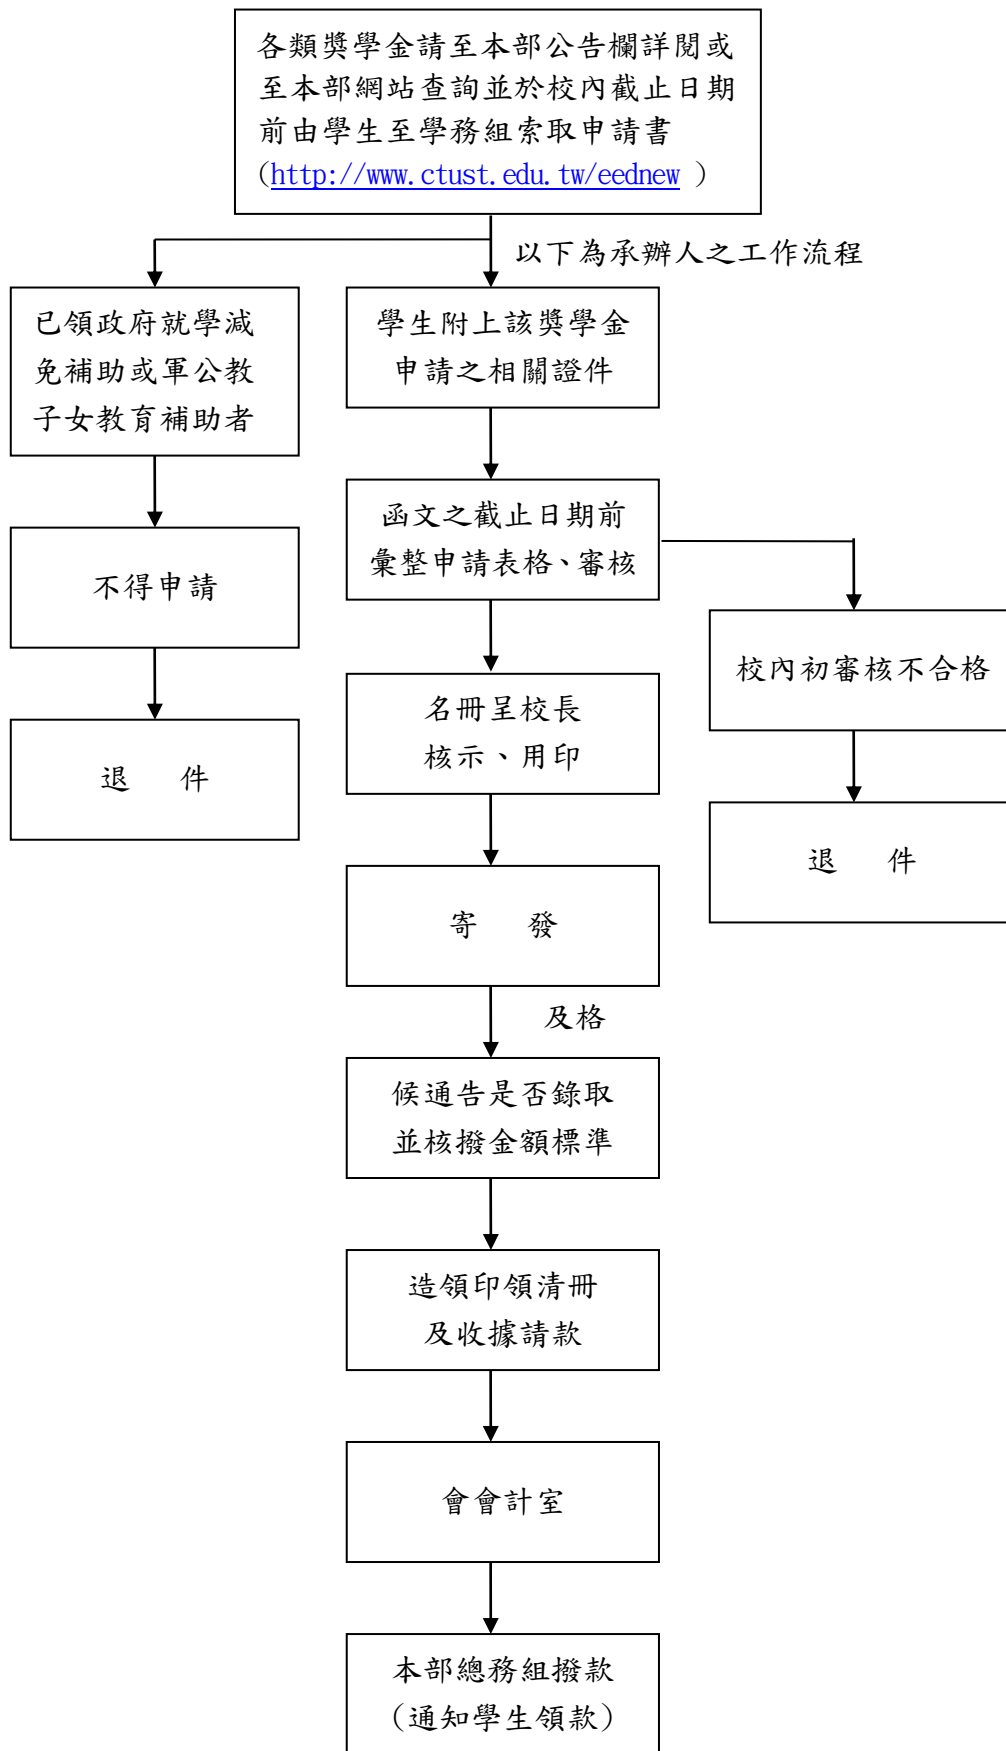 各類獎學金請至本部公告欄詳閱或
至本部網站查詢並於校內截止日期
前由學生至學務組索取申請書
(http://www.ctust.edu.tw/eednew )
以下為承辦人之工作流程
已領政府就學減
免補助或軍公教
子女教育補助者
學生附上該獎學金
申請之相關證件
不得申請
函文之截止日期前
彙整申請表格、審核
退 件
校內初審核不合格
名冊呈校長
核示、用印
退 件
寄 發
及格
候通告是否錄取
並核撥金額標準
造領印領清冊
及收據請款
會會計室
本部總務組撥款
(通知學生領款)